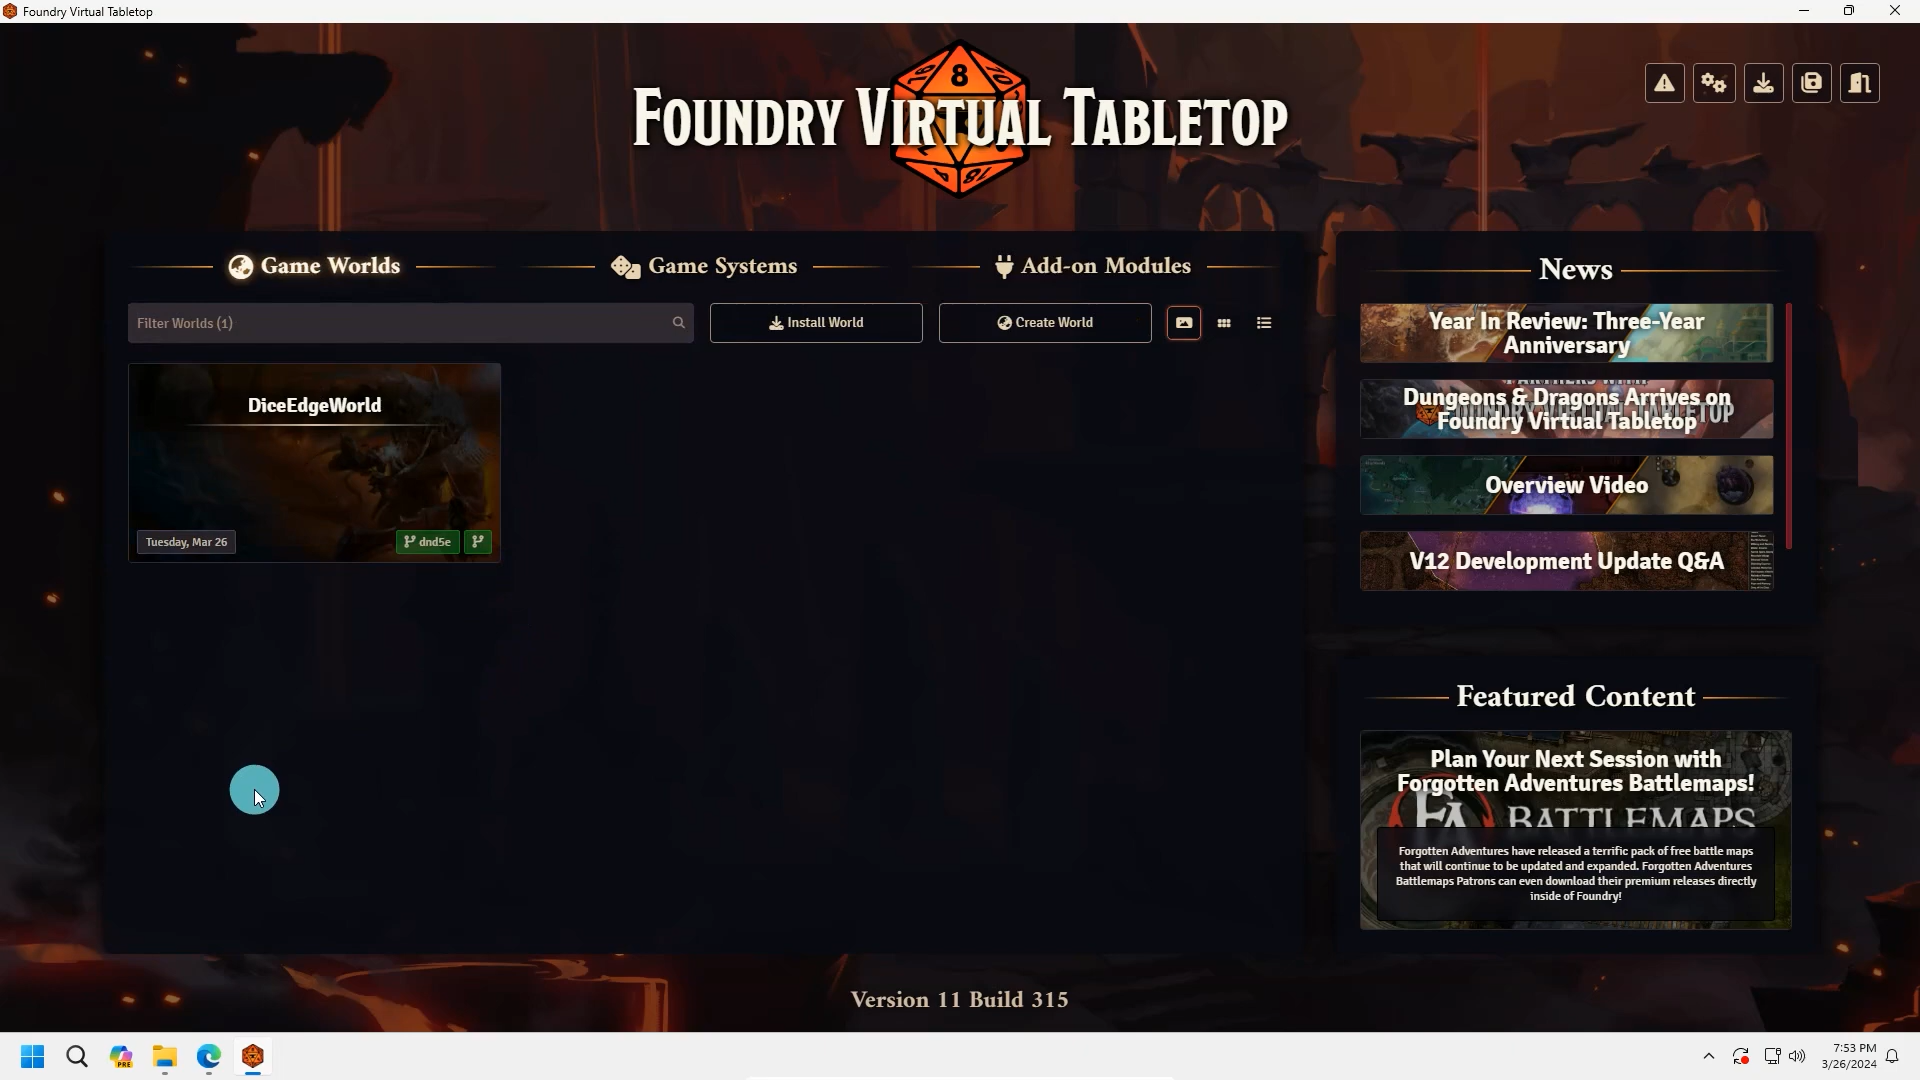 Foundry Virtual Tabletop
8
FOUNDRY VIRTUAL TABLETOP
Game Worlds
Game Systems
Add-on Modules
News
Filter Worlds (1)
Install World
Create World
Year In Review: Three-Year
Anniversary
DiceEdgeWorld
Tuesday, Mar 26
dnd5e
Dungeons & Dragons Arrives on
Foundry Virtual Tabletop
Overview Video
V12 Development Update Q&A
Featured Content
Plan Your Next Session with
Forgotten Adventures Battlemaps!
FA BATTLEMAPS
Forgotten Adventures have released a terrific pack of free battle maps
that will continue to be updated and expanded. Forgotten Adventures
Battlemaps Patrons can even download their premium releases directly
inside of Foundry!
Version 11 Build 315
PRE
7:53 PM
3/26/2024